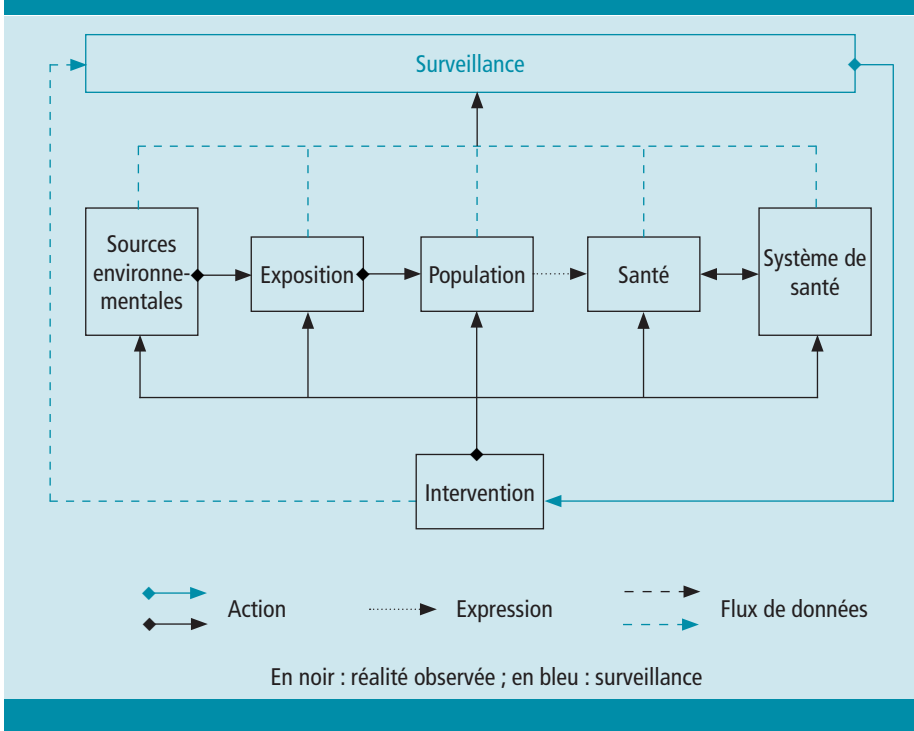 Surveillance
Sources
environne-
mentales
Exposition
Population
Santé
Système de
santé
Intervention
Action
Expression
Flux de données
En noir : réalité observée ; en bleu : surveillance